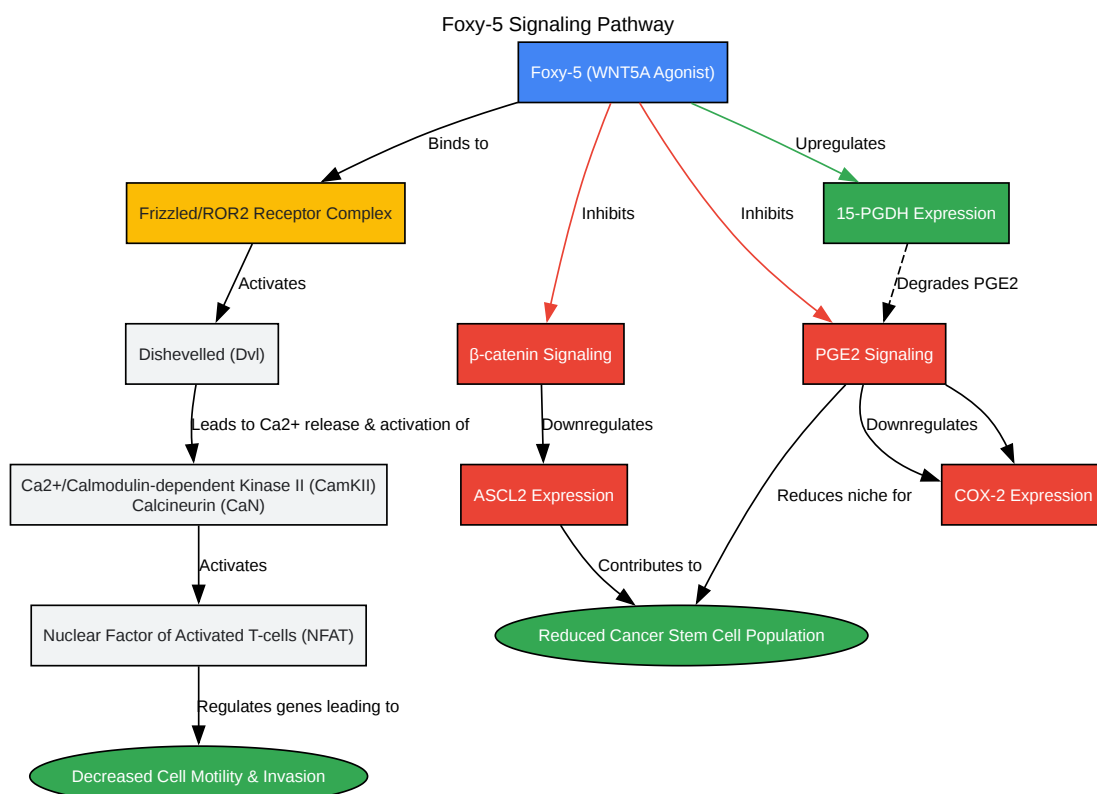 Foxy-5 Signaling Pathway
Foxy-5 (WNT5A Agonist)
Binds to
Inhibits
Inhibits
Upregulates
Frizzled/ROR2 Receptor Complex
15-PGDH Expression
Activates
Degrades PGE2
Dishevelled (Dvl)
β-catenin Signaling
PGE2 Signaling
Leads to Ca2+ release & activation of
Downregulates
Downregulates
Ca2+/Calmodulin-dependent Kinase II (CamKII)
Calcineurin (CaN)
ASCL2 Expression
Reduces niche for
COX-2 Expression
Activates
Contributes to
Nuclear Factor of Activated T-cells (NFAT)
Reduced Cancer Stem Cell Population
Regulates genes leading to
Decreased Cell Motility & Invasion